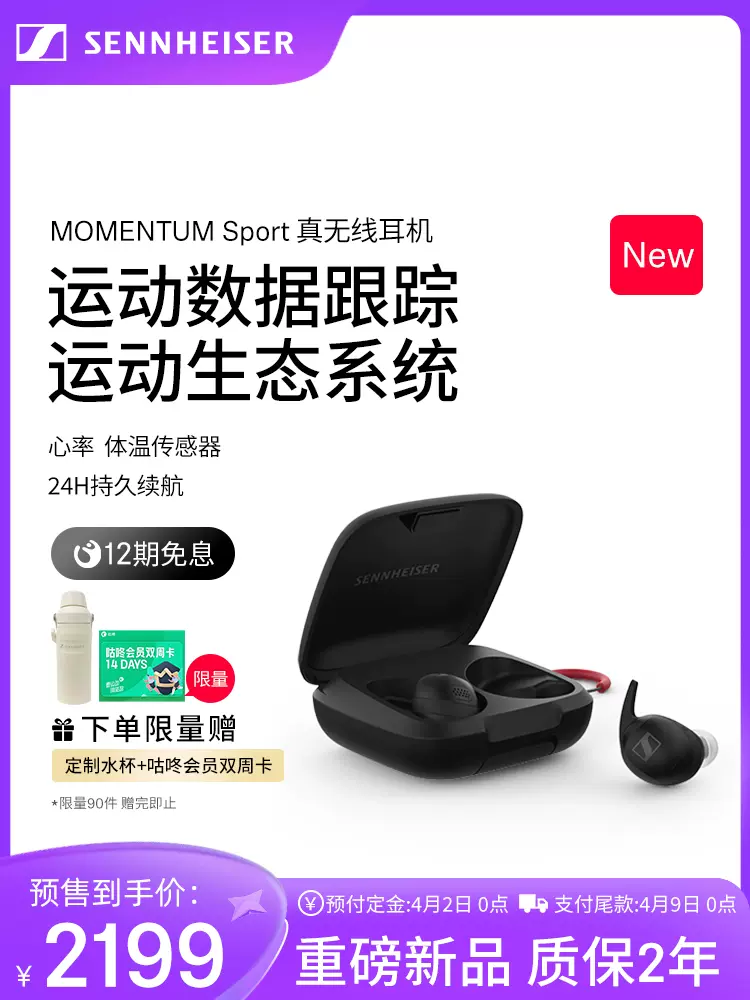 SENNHEISER
MOMENTUM Sport 真无线耳机
New
运动数据跟踪
运动生态系统
心率 体温传感器
24H持久续航
12期免息
SENNHEISER
咕咚会员双周卡
14 DAYS
限量
下单限量赠
定制水杯+咕咚会员双周卡
*限量90件 赠完即止
预售到手价:
¥2199
¥预付定金:4月2日 0点 支付尾款:4月9日 0点
重磅新品 质保2年